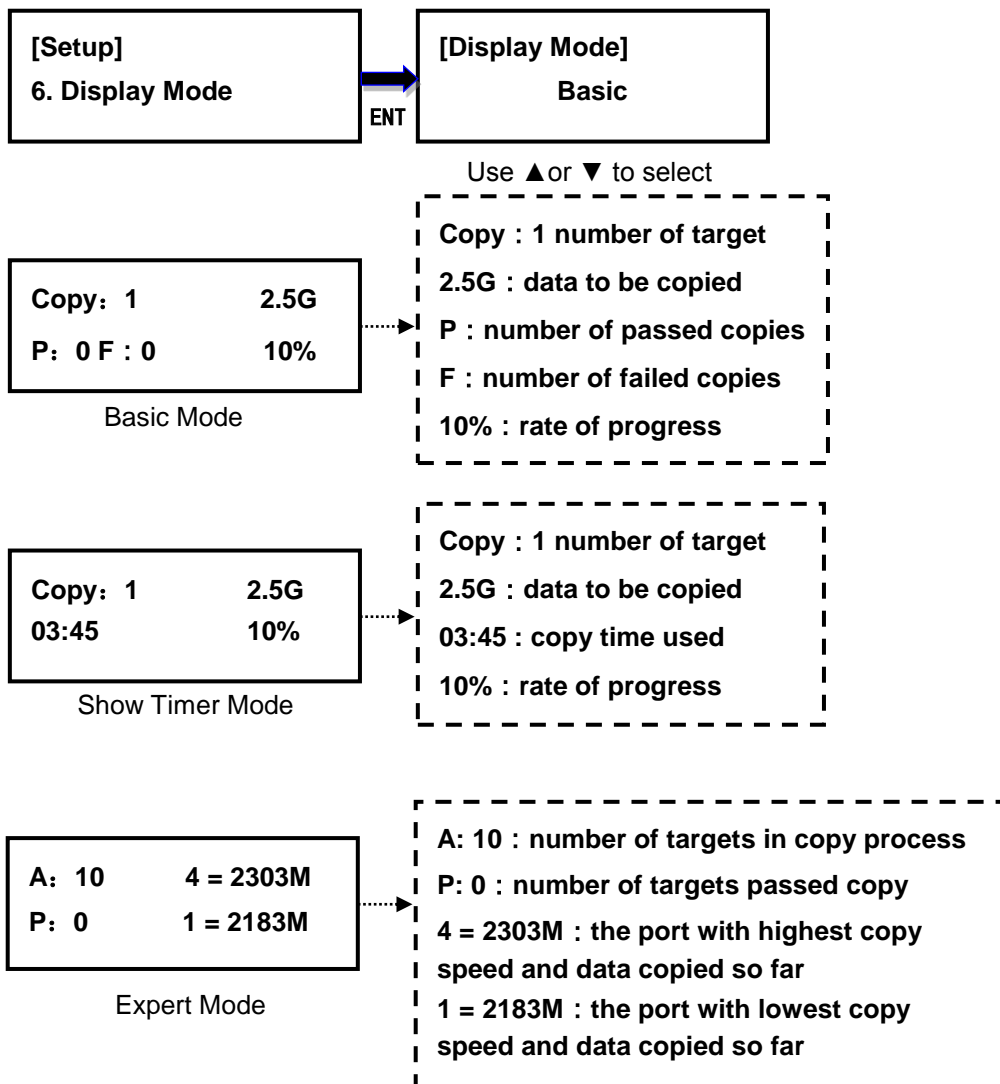 [Setup]
6. Display Mode
ENT
[Display Mode]
Basic
Use ▲or ▼ to select
Copy：1 2.5G
P：0 F : 0 10%
Basic Mode
Copy：1 number of target
2.5G：data to be copied
P：number of passed copies
F：number of failed copies
10%：rate of progress
Copy：1 2.5G
03:45 10%
Show Timer Mode
Copy：1 number of target
2.5G：data to be copied
03:45 : copy time used
10%：rate of progress
A：10 4 = 2303M
P：0 1 = 2183M
Expert Mode
A: 10：number of targets in copy process
P: 0：number of targets passed copy
4 = 2303M：the port with highest copy
speed and data copied so far
1 = 2183M：the port with lowest copy
speed and data copied so far